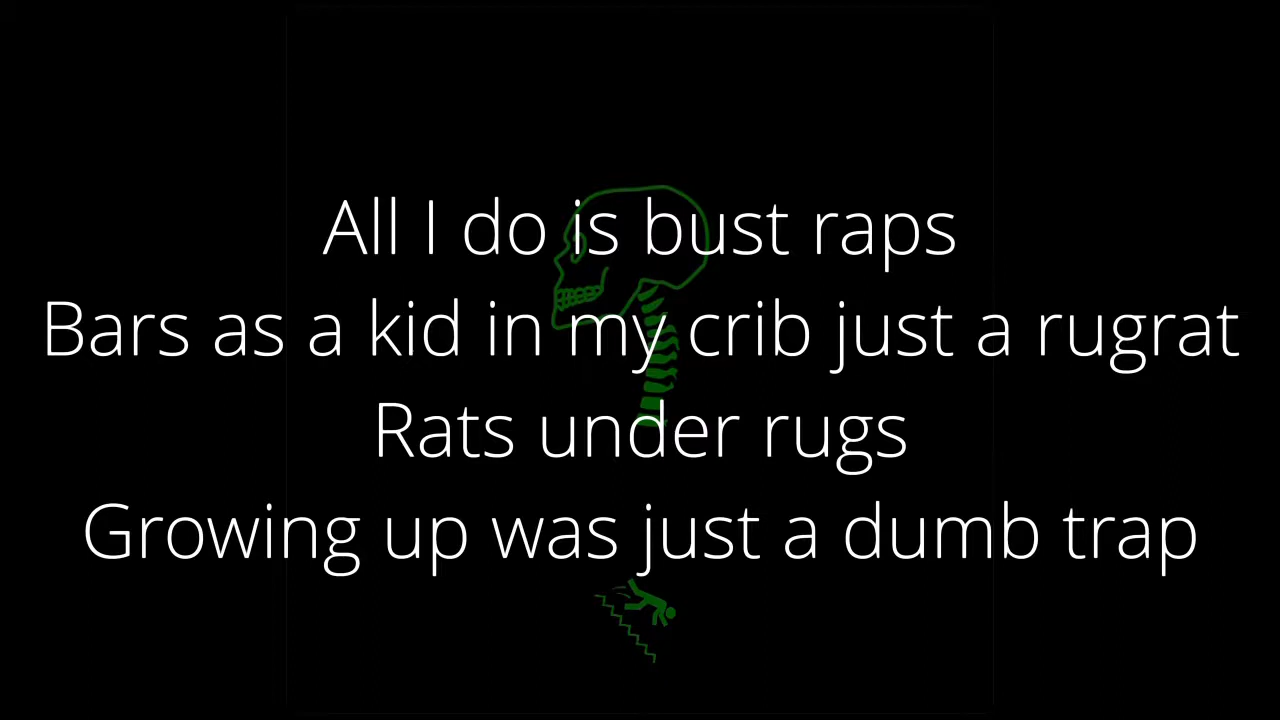 All I do is bust raps
Bars as a kid in my crib just a rugrat
Rats under rugs
Growing up was just a dumb trap